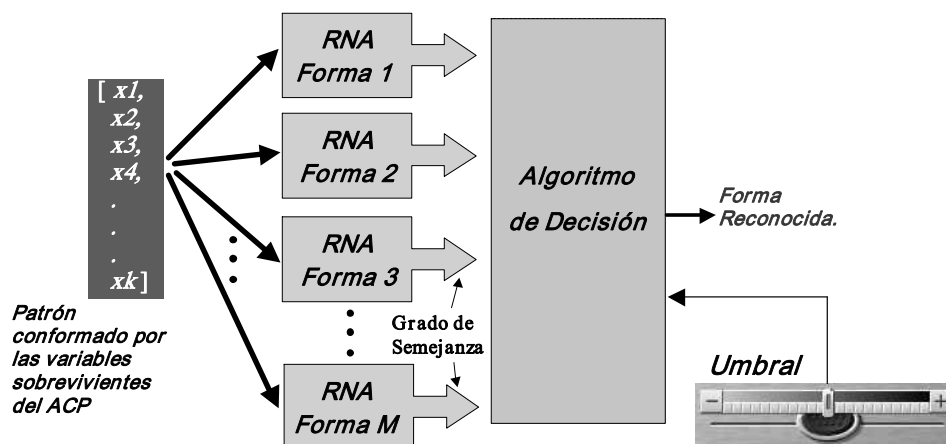 [ x1,
x2,
x3,
x4,
.
.
.
xk ]
Patrón
conformado por
las variables
sobrevivientes
del ACP
RNA
Forma 1
RNA
Forma 2
RNA
Forma 3
RNA
Forma M
Grado de
Semejanza
Algoritmo
de Decisión
Forma
Reconocida.
Umbral
− +